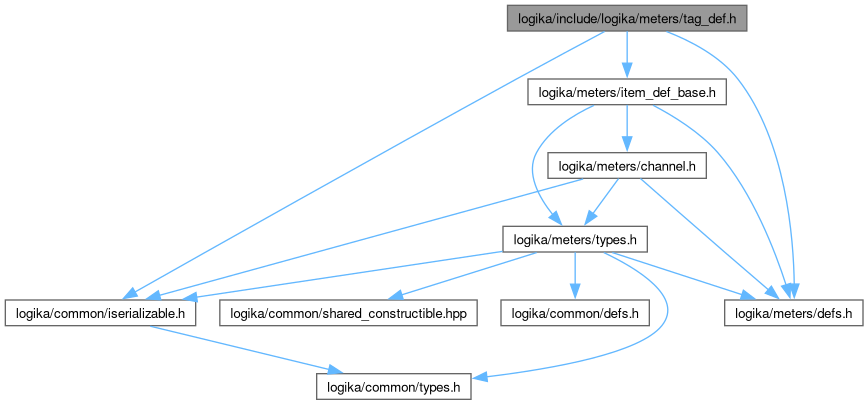 logika/include/logika/meters/tag_def.h
logika/meters/item_def_base.h
logika/meters/channel.h
logika/meters/types.h
logika/common/iserializable.h
logika/common/shared_constructible.hpp
logika/common/defs.h
logika/meters/defs.h
logika/common/types.h